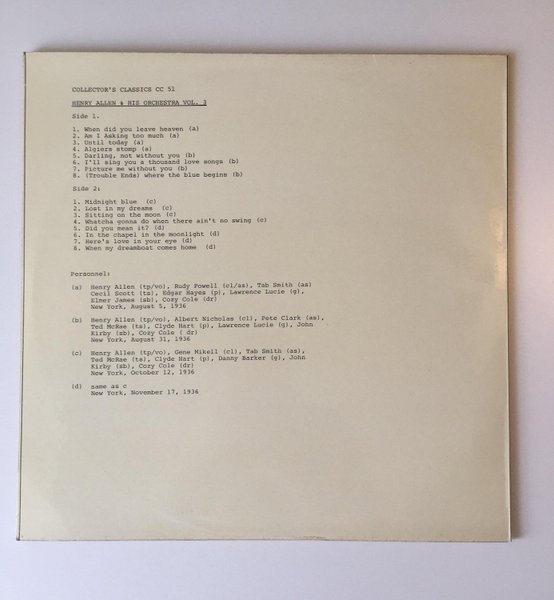 COLLECTOR'S CLASSICS CC 51
HENRY ALLEN & HIS ORCHESTRA VOL. 3
Side 1.
1. When did you leave heaven (a)
2. Am I Asking too much (a)
3. Until today (a)
4. Algiers stomp (a)
5. Darling, not without you (b)
6. I'll sing you a thousand love songs (b)
7. Picture me without you (b)
8. (Trouble Ends) where the blue begins (b)
Side 2:
1. Midnight blue (c)
2. Lost in my dreams (c)
3. Sitting on the moon (c)
4. Whatcha gonna do when there ain't no swing (c)
5. Did you mean it? (d)
6. In the chapel in the moonlight (d)
7. Here's love in your eye (d)
8. When my dreamboat comes home (d)
Personnel:
(a) Henry Allen (tp/vo), Rudy Powell (cl/as), Tab Smith (as)
Cecil Scott (ts), Edgar Hayes (p), Lawrence Lucie (g),
Elmer James (sb), Cozy Cole (dr)
New York, August 5, 1936
(b) Henry Allen (tp/vo), Albert Nicholas (cl), Pete Clark (as),
Ted McRae (ts), Clyde Hart (p), Lawrence Lucie (g), John
Kirby (sb), Cozy Cole ( dr)
New York, August 31, 1936
(c) Henry Allen (tp/vo), Gene Mikell (cl), Tab Smith (as),
Ted McRae (ts), Clyde Hart (p), Danny Barker (g), John
Kirby (sb), Cozy Cole (dr)
New York, October 12, 1936
(d) same as c
New York, November 17, 1936